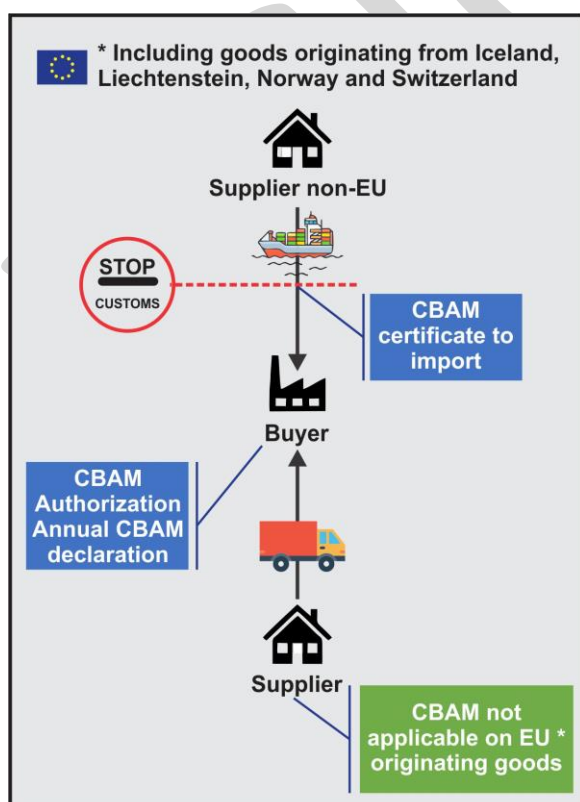 * Including goods originating from Iceland,
Liechtenstein, Norway and Switzerland
Supplier non-EU
STOP
CUSTOMS
CBAM
certificate to
import
Buyer
CBAM
Authorization
Annual CBAM
declaration
Supplier
CBAM not
applicable on EU *
originating goods